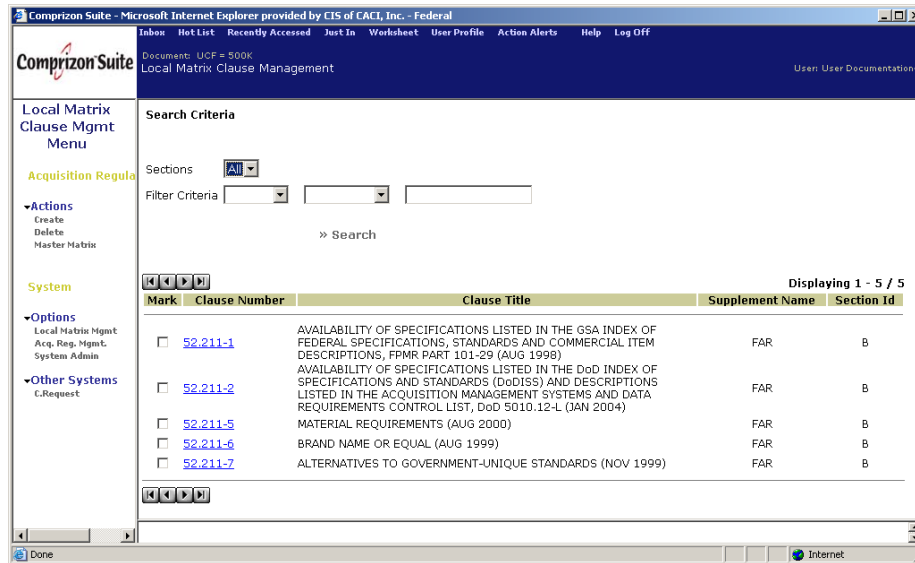 Comprizon Suite - Microsoft Internet Explorer provided by CIS of CACI, Inc. - Federal
Inbox Hot List Recently Accessed Just In Worksheet User Profile Action Alerts Help Log Off
Comprizon Suite
Document: UCF = 500K
Local Matrix Clause Management
User: User Documentation
Local Matrix
Clause Mgmt
Menu
Acquisition Regula
Actions
Create
Delete
Master Matrix
System
Options
Local Matrix Mgmt
Acq. Reg. Mgmt.
System Admin
Other Systems
C.Request
Search Criteria
Sections All
Filter Criteria
» Search
Displaying 1 - 5 / 5
Mark Clause Number Clause Title Supplement Name Section Id
52.211-1 AVAILABILITY OF SPECIFICATIONS LISTED IN THE GSA INDEX OF
FEDERAL SPECIFICATIONS, STANDARDS AND COMMERCIAL ITEM
DESCRIPTIONS, FPMR PART 101-29 (AUG 1998) FAR B
52.211-2 AVAILABILITY OF SPECIFICATIONS LISTED IN THE DoD INDEX OF
SPECIFICATIONS AND STANDARDS (DoDISS) AND DESCRIPTIONS
LISTED IN THE ACQUISITION MANAGEMENT SYSTEMS AND DATA
REQUIREMENTS CONTROL LIST, DoD 5010.12-L (JAN 2004) FAR B
52.211-5 MATERIAL REQUIREMENTS (AUG 2000) FAR B
52.211-6 BRAND NAME OR EQUAL (AUG 1999) FAR B
52.211-7 ALTERNATIVES TO GOVERNMENT-UNIQUE STANDARDS (NOV 1999) FAR B
Done
Internet